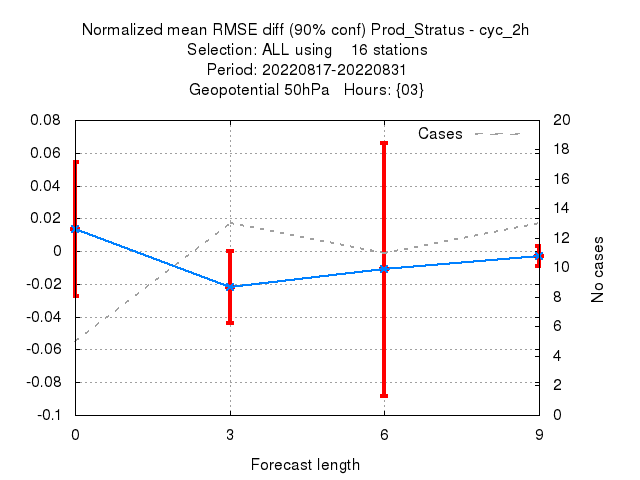 Normalized mean RMSE diff (90% conf) Prod_Stratus - cyc_2h
Selection: ALL using    16 stations
Period: 20220817-20220831
Geopotential 50hPa   Hours: {03}
Cases
0.08
0.06
0.04
0.02
0
-0.02
-0.04
-0.06
-0.08
-0.1
20
18
16
14
12
10
8
6
4
2
0
No cases
0 3 6 9
Forecast length